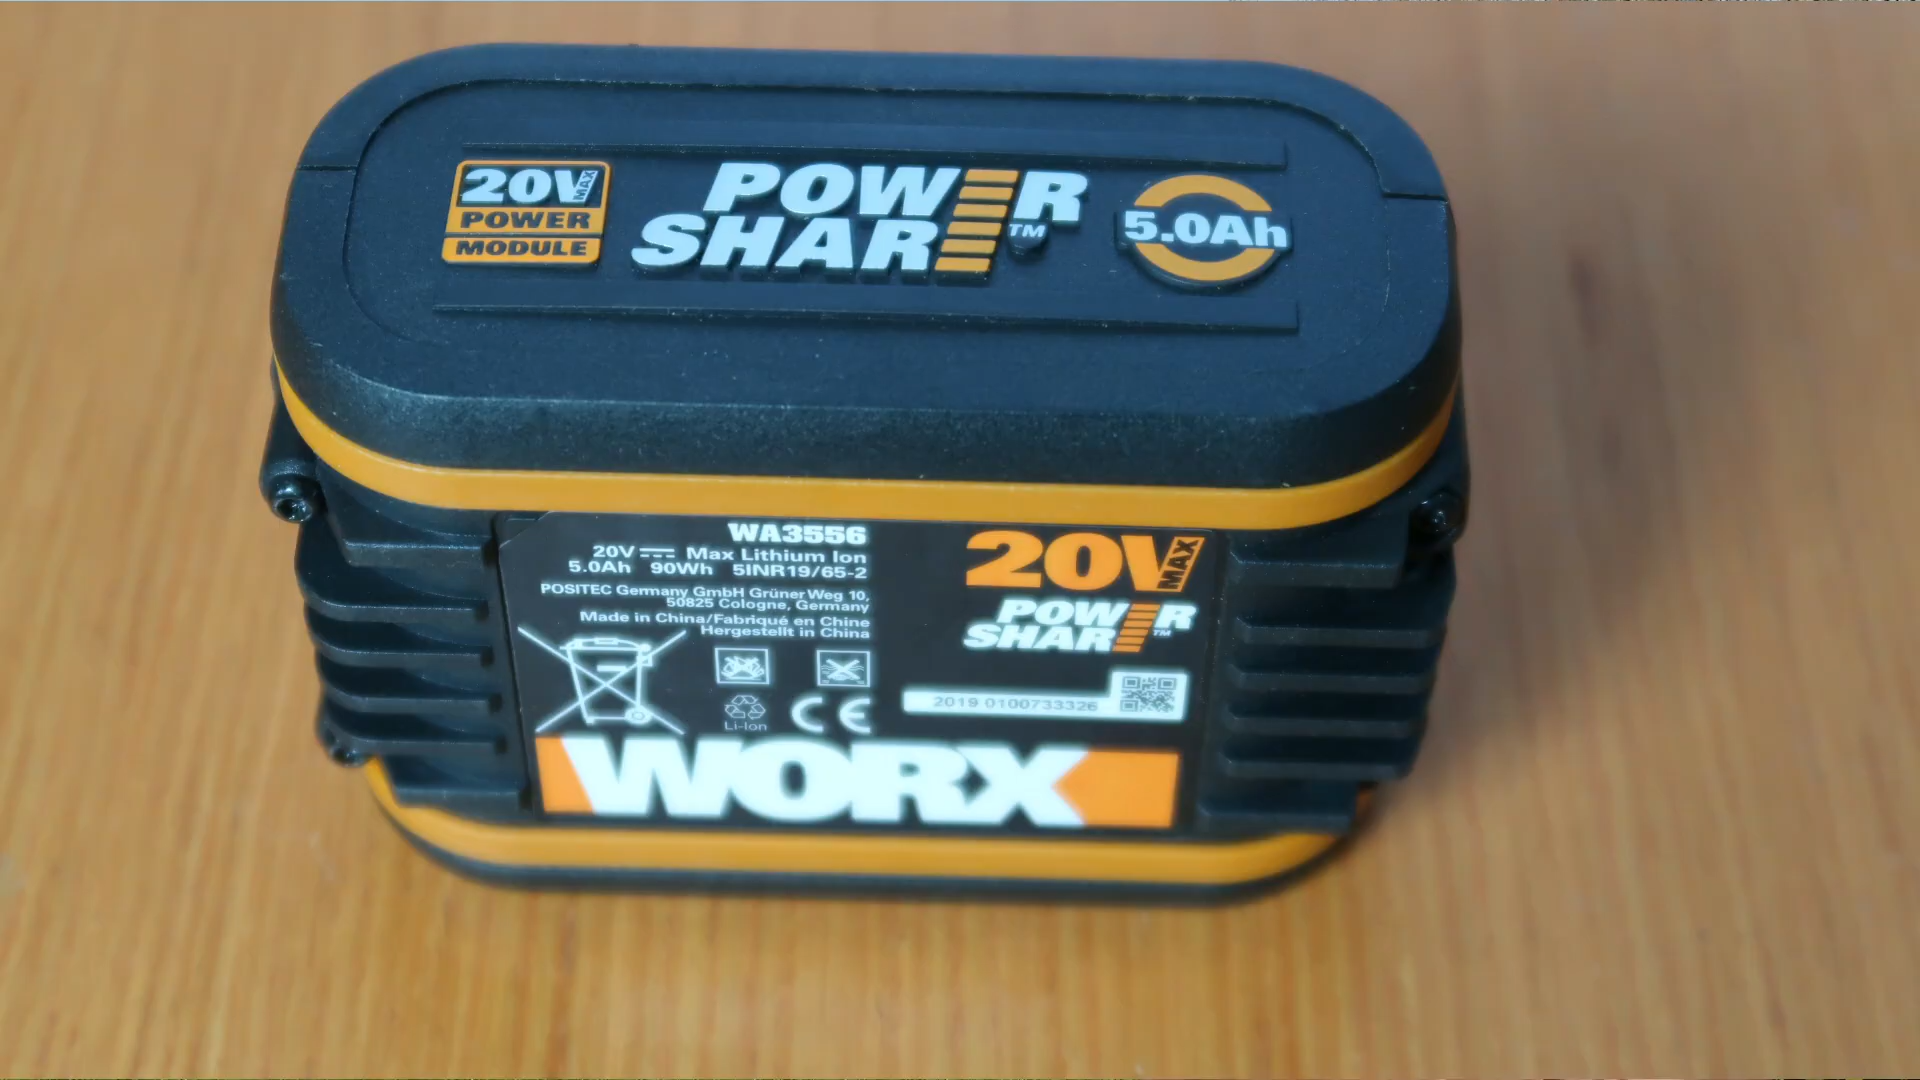 20V MAX
POWER
MODULE
POWER
SHARE™
5.0Ah
WA3556
20V Max Lithium Ion
5.0Ah 90Wh 5INR19/65-2
POSITEC Germany GmbH Grüner Weg 10,
50825 Cologne, Germany
Made in China/Fabriqué en Chine
Hergestellt in China
Li-Ion
CE
20V MAX
POWER
SHARE™
2019 0100733326
WORX